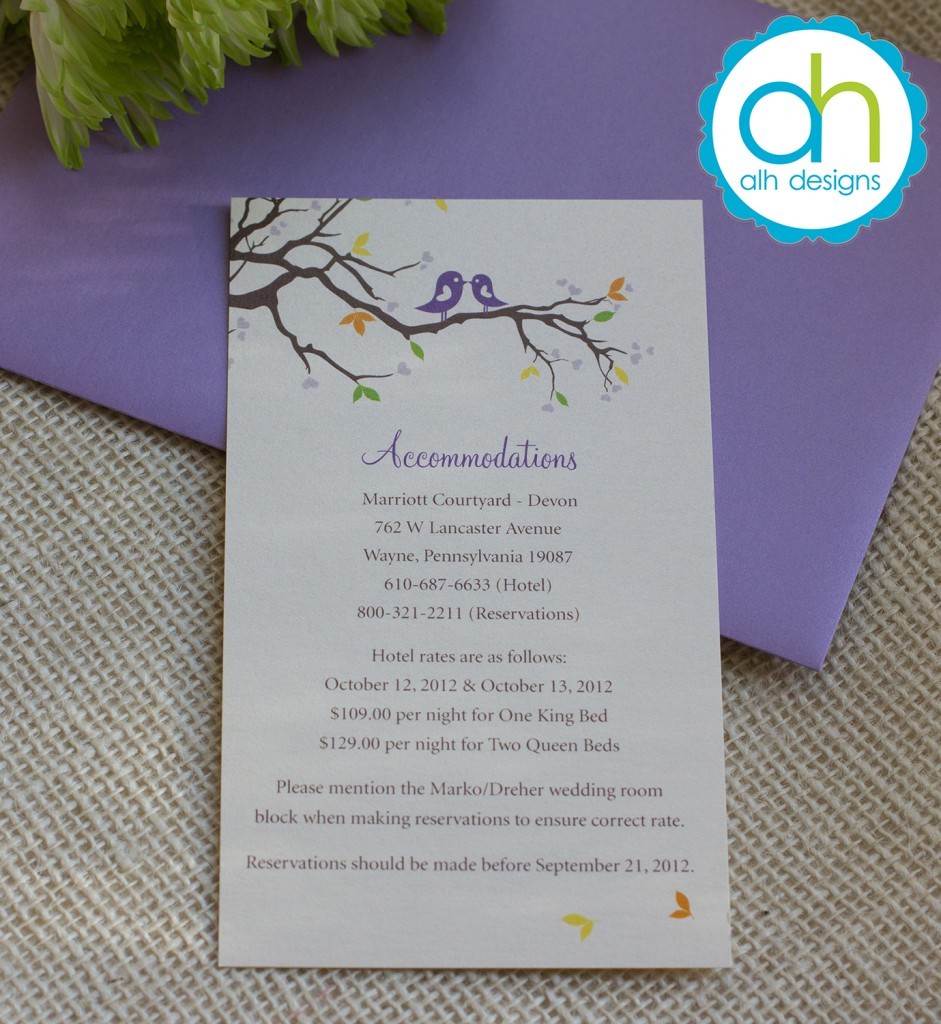 ah
alh designs
Accommodations
Marriott Courtyard - Devon
762 W Lancaster Avenue
Wayne, Pennsylvania 19087
610-687-6633 (Hotel)
800-321-2211 (Reservations)
Hotel rates are as follows:
October 12, 2012 & October 13, 2012
$109.00 per night for One King Bed
$129.00 per night for Two Queen Beds
Please mention the Marko/Dreher wedding room
block when making reservations to ensure correct rate.
Reservations should be made before September 21, 2012.